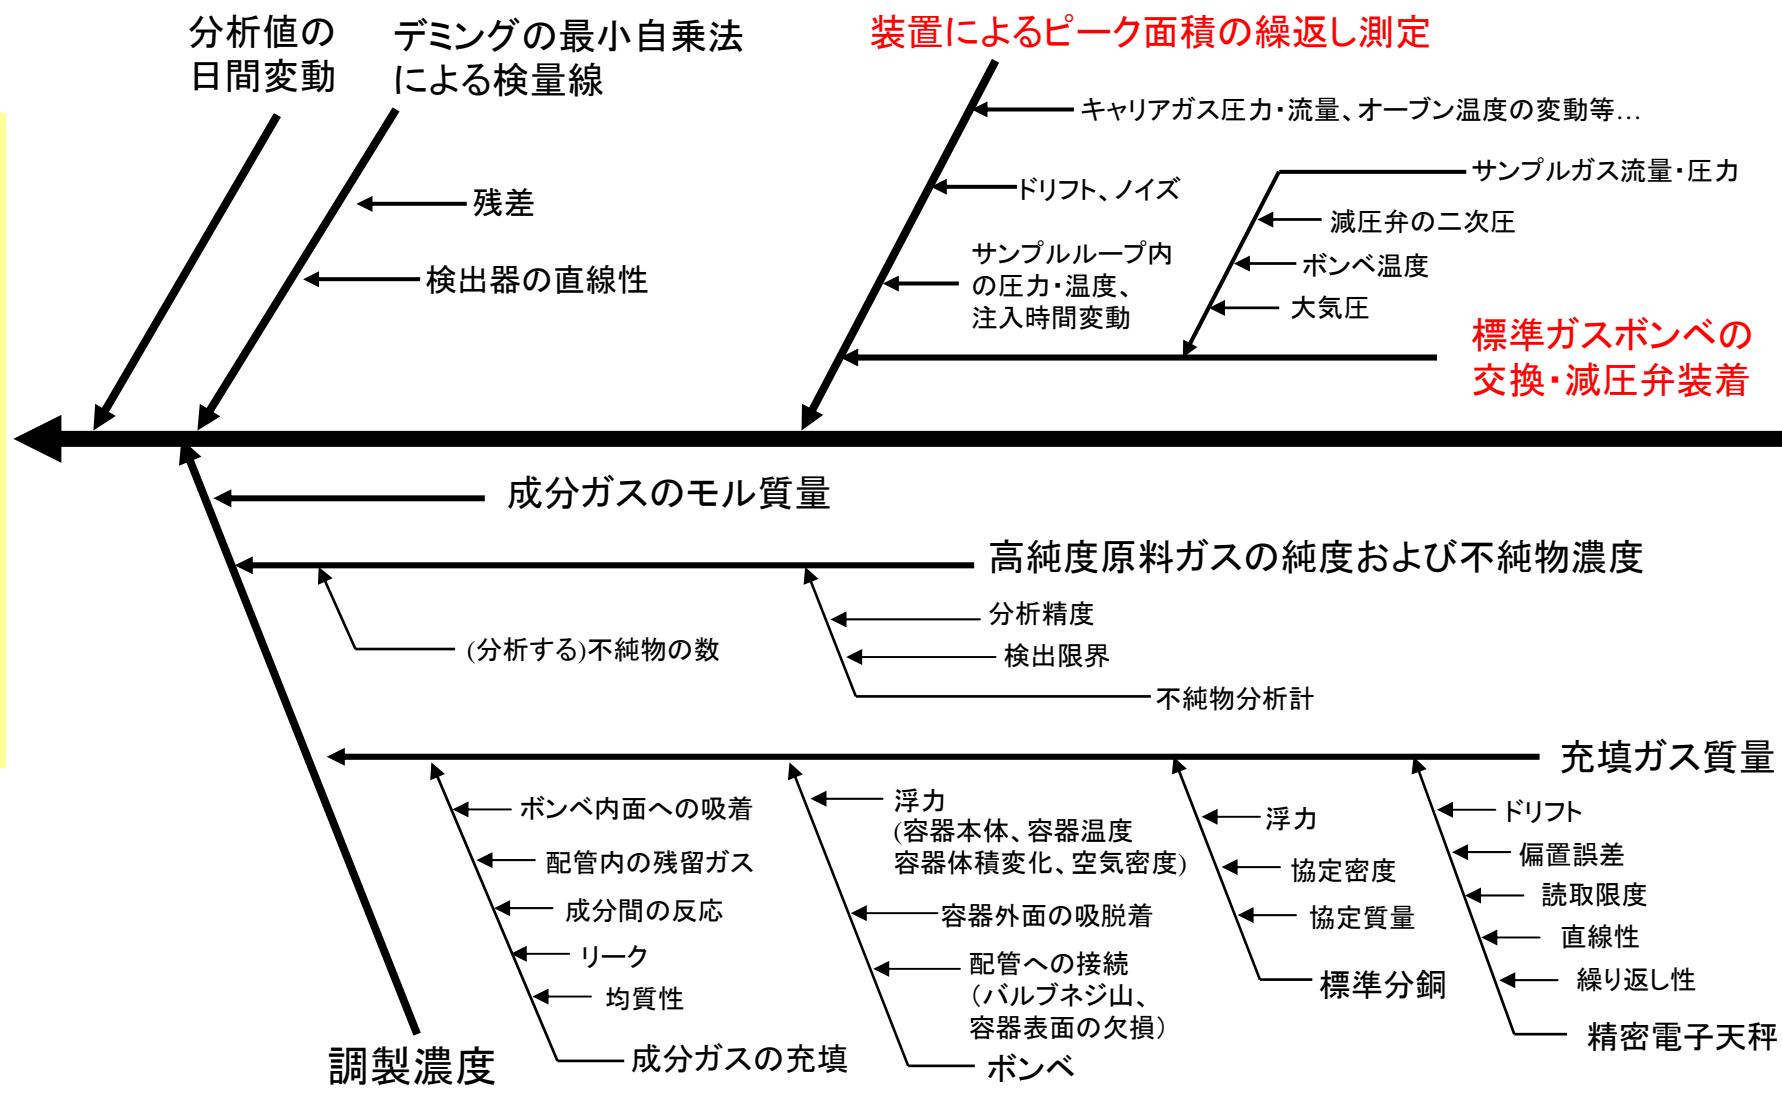 分析値の
日間変動
デミングの最小自乗法
による検量線
残差
検出器の直線性
装置によるピーク面積の繰返し測定
キャリアガス圧力・流量、オーブン温度の変動等…
ドリフト、ノイズ
サンプルループ内
の圧力・温度、
注入時間変動
サンプルガス流量・圧力
減圧弁の二次圧
ボンベ温度
大気圧
標準ガスボンベの
交換・減圧弁装着
成分ガスのモル質量
高純度原料ガスの純度および不純物濃度
(分析する)不純物の数
分析精度
検出限界
不純物分析計
充填ガス質量
ボンベ内面への吸着
配管内の残留ガス
成分間の反応
リーク
均質性
成分ガスの充填
浮力
(容器本体、容器温度
容器体積変化、空気密度)
容器外面の吸脱着
配管への接続
（バルブネジ山、
容器表面の欠損）
ボンベ
浮力
協定密度
協定質量
標準分銅
ドリフト
偏置誤差
読取限度
直線性
繰り返し性
精密電子天秤
調製濃度